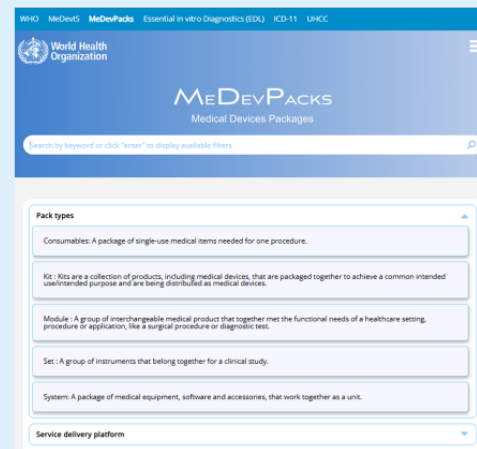 WHO MeDevIS MeDevPacks Essential in vitro Diagnostics (EDL) ICD-11 UHCC
World Health
Organization
MEDEVPACKS
Medical Devices Packages
Search by keyword or click "enter" to display available filters
Pack types
Consumables: A package of single-use medical items needed for one procedure.
Kit : Kits are a collection of products, including medical devices, that are packaged together to achieve a common intended
use/intended purpose and are being distributed as medical devices.
Module : A group of interchangeable medical product that together met the functional needs of a healthcare setting,
procedure or application, like a surgical procedure or diagnostic test.
Set : A group of instruments that belong together for a clinical study.
System: A package of medical equipment, software and accessories, that work together as a unit.
Service delivery platform